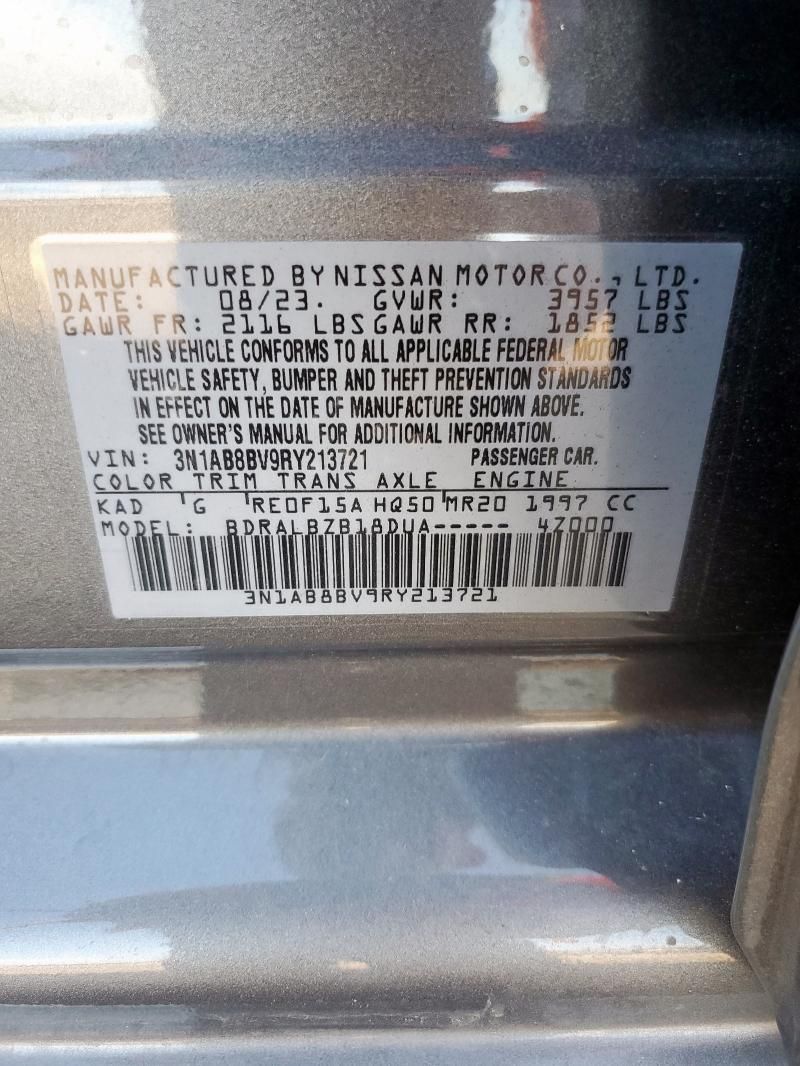 MANUFACTURED BY NISSAN MOTOR CO., LTD.
DATE: 08/23. GVWR: 3957 LBS
GAWR FR: 2116 LBS GAWR RR: 1852 LBS
THIS VEHICLE CONFORMS TO ALL APPLICABLE FEDERAL MOTOR
VEHICLE SAFETY, BUMPER AND THEFT PREVENTION STANDARDS
IN EFFECT ON THE DATE OF MANUFACTURE SHOWN ABOVE.
SEE OWNER'S MANUAL FOR ADDITIONAL INFORMATION.
VIN: 3N1AB8BV9RY213721 PASSENGER CAR.
COLOR TRIM TRANS AXLE ENGINE
KAD G RE0F15A HQ50 MR20 1997 CC
MODEL: BDRALBZB18DUA----- 4Z000
3N1AB8BV9RY213721